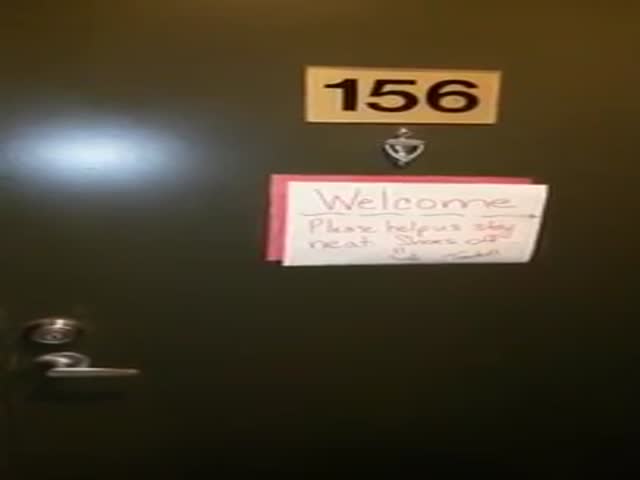 156
Welcome
Please help us stay
neat. Shoes off